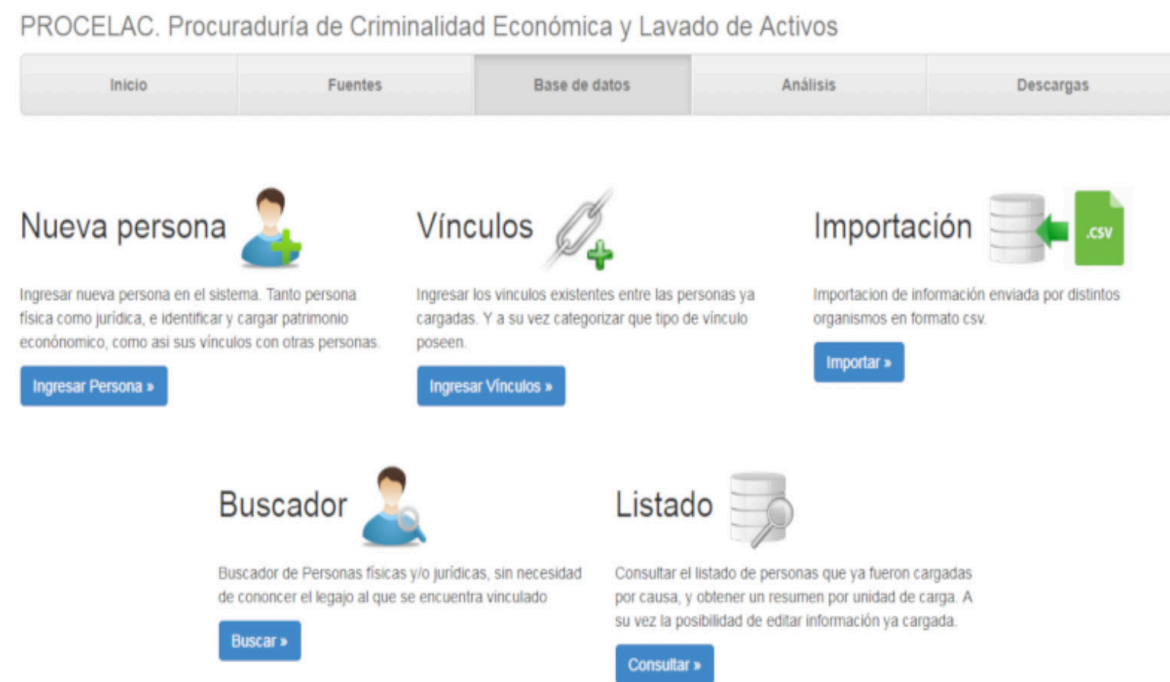 PROCELAC. Procuraduría de Criminalidad Económica y Lavado de Activos
Inicio
Fuentes
Base de datos
Análisis
Descargas
Nueva persona
Ingresar nueva persona en el sistema. Tanto persona
física como jurídica, e identificar y cargar patrimonio
econónomico, como asi sus vínculos con otras personas.
Ingresar Persona »
Vínculos
Ingresar los vinculos existentes entre las personas ya
cargadas. Y a su vez categorizar que tipo de vínculo
poseen.
Ingresar Vínculos »
Importación
.CSV
Importacion de información enviada por distintos
organismos en formato csv.
Importar »
Buscador
Buscador de Personas físicas y/o jurídicas, sin necesidad
de cononcer el legajo al que se encuentra vinculado
Buscar »
Listado
Consultar el listado de personas que ya fueron cargadas
por causa, y obtener un resumen por unidad de carga. A
su vez la posibilidad de editar información ya cargada.
Consultar »